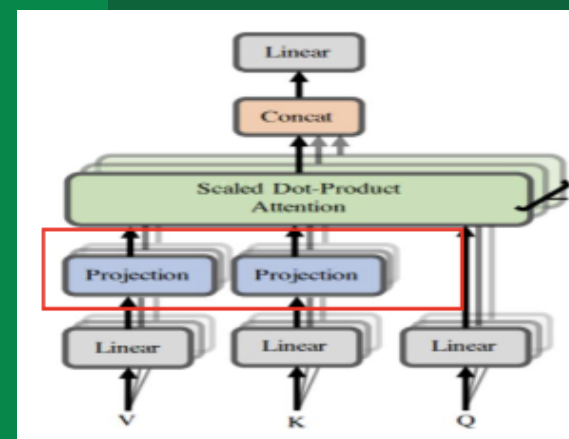 Linear
Concat
Scaled Dot-Product
Attention
Projection Projection
Linear Linear Linear
V K Q